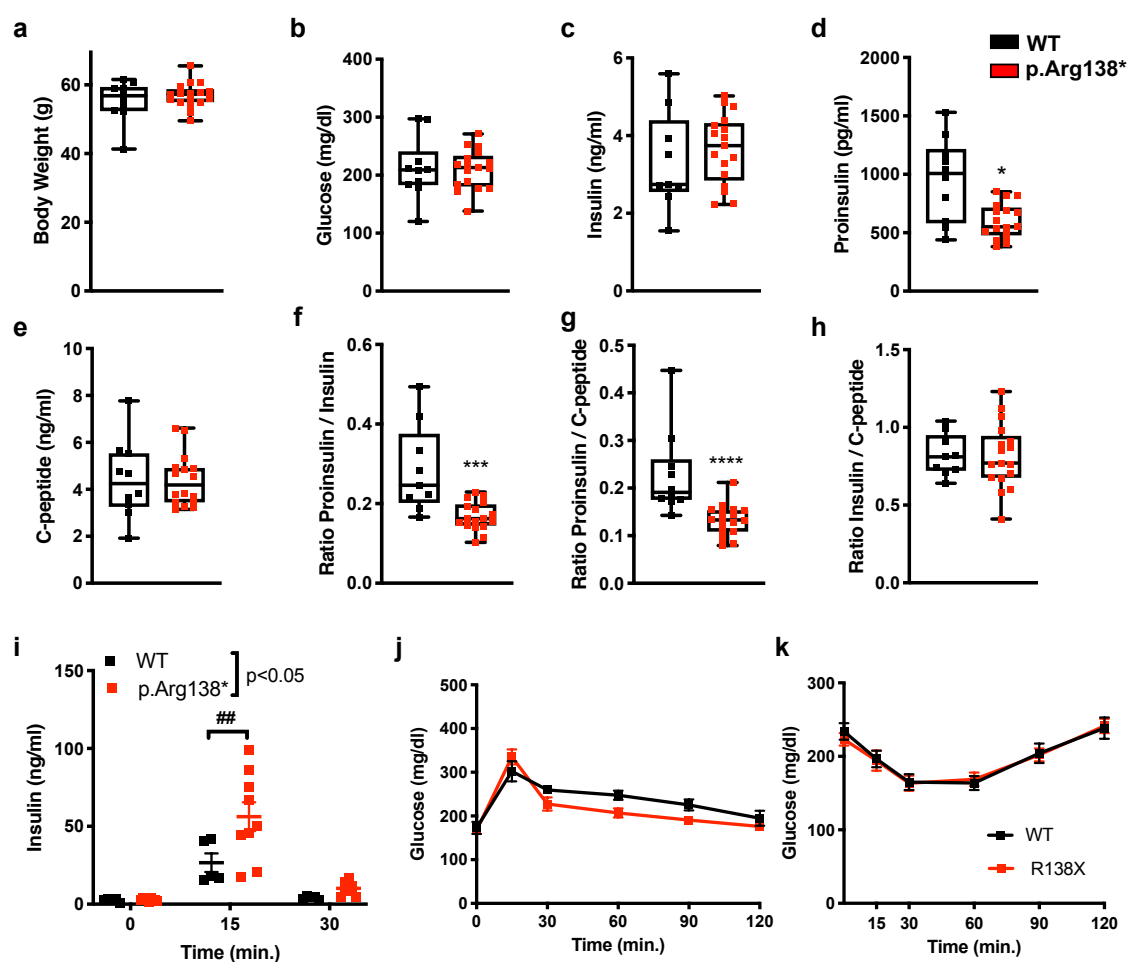 a
Body Weight (g)
60
40
20
0
b
Glucose (mg/dl)
400
300
200
100
0
c
Insulin (ng/ml)
6
4
2
0
d
Proinsulin (pg/ml)
2000
1500
1000
500
0
*
WT
p.Arg138*
e
C-peptide (ng/ml)
10
8
6
4
2
0
f
Ratio Proinsulin / Insulin
0.6
0.4
0.2
0.0
***
g
Ratio Proinsulin / C-peptide
0.5
0.4
0.3
0.2
0.1
0.0
****
h
Ratio Insulin / C-peptide
1.5
1.0
0.5
0.0
i
WT
p.Arg138*
p<0.05
##
Insulin (ng/ml)
150
100
50
0
0 15 30
Time (min.)
j
Glucose (mg/dl)
500
400
300
200
100
0
0 30 60 90 120
Time (min.)
k
Glucose (mg/dl)
300
200
100
0
WT
R138X
15 30 60 90 120
Time (min.)